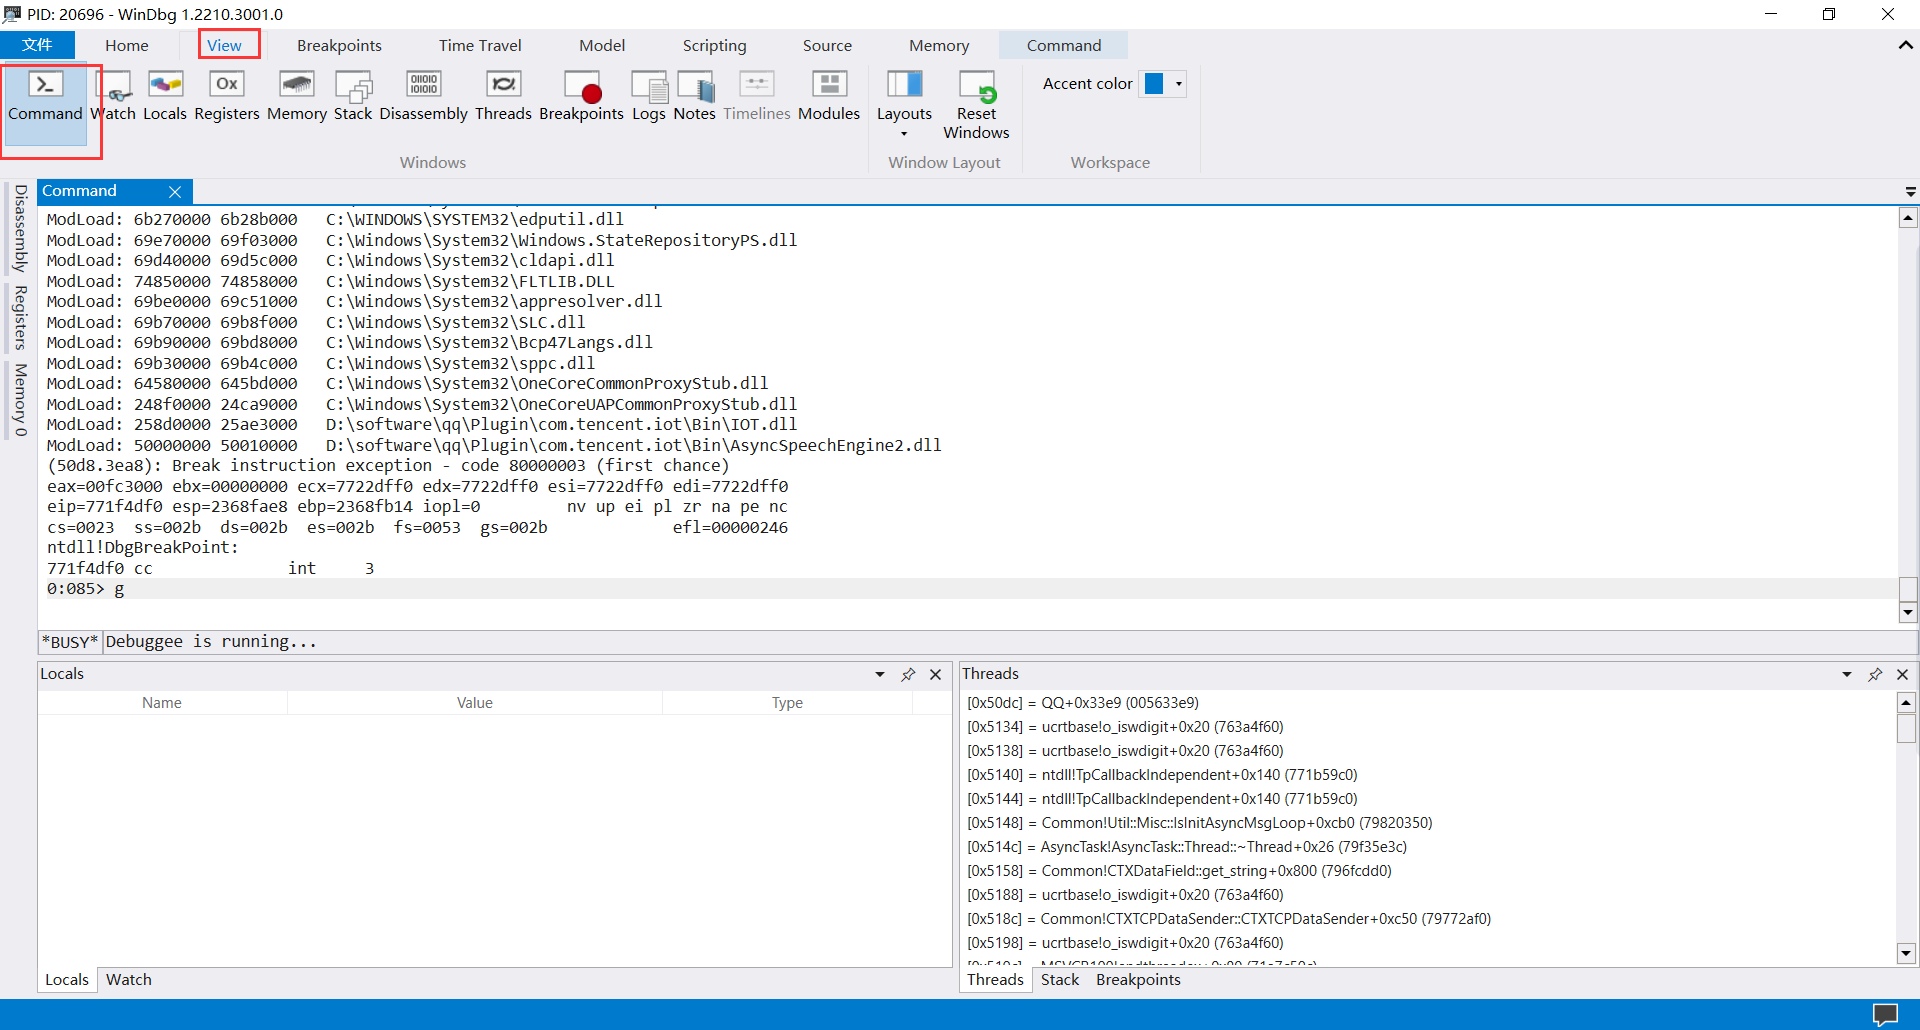 PID: 20696 - WinDbg 1.2210.3001.0
文件 Home View Breakpoints Time Travel Model Scripting Source Memory Command
Command Watch Locals Registers Memory Stack Disassembly Threads Breakpoints Logs Notes Timelines Modules Layouts Reset Windows Accent color
Windows Window Layout Workspace
Disassembly
Registers
Memory 0
Command
ModLoad: 6b270000 6b28b000   C:\WINDOWS\SYSTEM32\edputil.dll
ModLoad: 69e70000 69f03000   C:\Windows\System32\Windows.StateRepositoryPS.dll
ModLoad: 69d40000 69d5c000   C:\Windows\System32\cldapi.dll
ModLoad: 74850000 74858000   C:\Windows\System32\FLTLIB.DLL
ModLoad: 69be0000 69c51000   C:\Windows\System32\appresolver.dll
ModLoad: 69b70000 69b8f000   C:\Windows\System32\SLC.dll
ModLoad: 69b90000 69bd8000   C:\Windows\System32\Bcp47Langs.dll
ModLoad: 69b30000 69b4c000   C:\Windows\System32\sppc.dll
ModLoad: 64580000 645bd000   C:\Windows\System32\OneCoreCommonProxyStub.dll
ModLoad: 248f0000 24ca9000   C:\Windows\System32\OneCoreUAPCommonProxyStub.dll
ModLoad: 258d0000 25ae3000   D:\software\qq\Plugin\com.tencent.iot\Bin\IOT.dll
ModLoad: 50000000 50010000   D:\software\qq\Plugin\com.tencent.iot\Bin\AsyncSpeechEngine2.dll
(50d8.3ea8): Break instruction exception - code 80000003 (first chance)
eax=00fc3000 ebx=00000000 ecx=7722dff0 edx=7722dff0 esi=7722dff0 edi=7722dff0
eip=771f4df0 esp=2368fae8 ebp=2368fb14 iopl=0         nv up ei pl zr na pe nc
cs=0023  ss=002b  ds=002b  es=002b  fs=0053  gs=002b             efl=00000246
ntdll!DbgBreakPoint:
771f4df0 cc              int     3
0:085> g
*BUSY* Debuggee is running...
Locals
Name Value Type
Locals Watch
Threads
[0x50dc] = QQ+0x33e9 (005633e9)
[0x5134] = ucrtbase!o_iswdigit+0x20 (763a4f60)
[0x5138] = ucrtbase!o_iswdigit+0x20 (763a4f60)
[0x5140] = ntdll!TpCallbackIndependent+0x140 (771b59c0)
[0x5144] = ntdll!TpCallbackIndependent+0x140 (771b59c0)
[0x5148] = Common!Util::Misc::IsInitAsyncMsgLoop+0xcb0 (79820350)
[0x514c] = AsyncTask!AsyncTask::Thread::~Thread+0x26 (79f35e3c)
[0x5158] = Common!CTXDataField::get_string+0x800 (796fcdd0)
[0x5188] = ucrtbase!o_iswdigit+0x20 (763a4f60)
[0x518c] = Common!CTXTCPDataSender::CTXTCPDataSender+0xc50 (79772af0)
[0x5198] = ucrtbase!o_iswdigit+0x20 (763a4f60)
Threads Stack Breakpoints